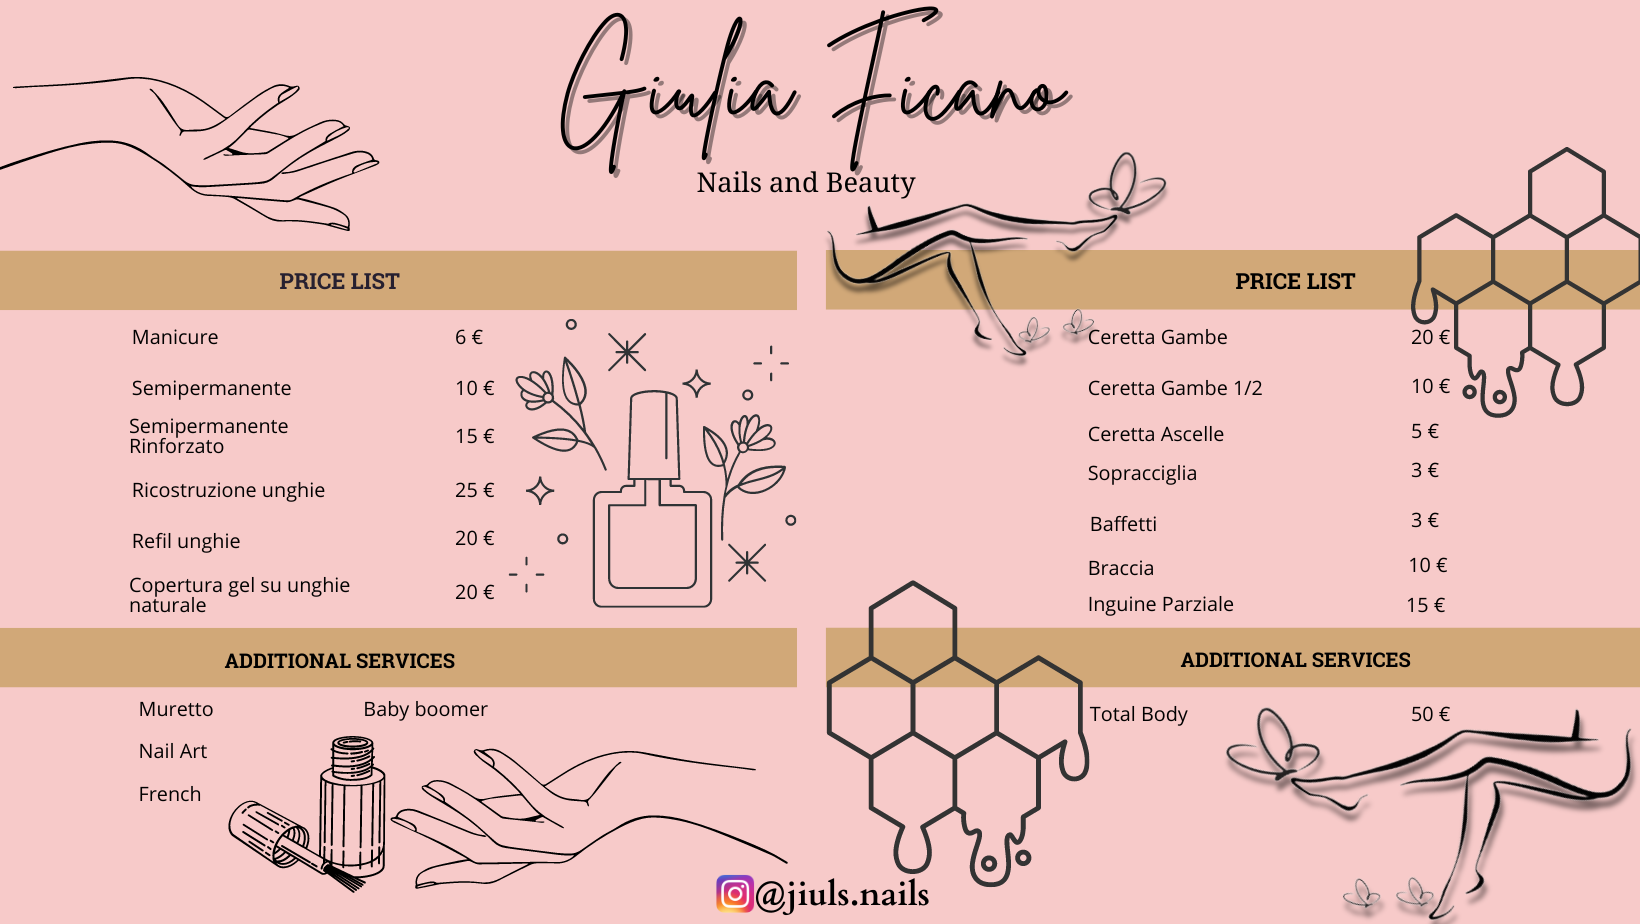 Giulia Ficano
Nails and Beauty
PRICE LIST
Manicure 6 €
Semipermanente 10 €
Semipermanente
Rinforzato 15 €
Ricostruzione unghie 25 €
Refil unghie 20 €
Copertura gel su unghie
naturale 20 €
ADDITIONAL SERVICES
Muretto Baby boomer
Nail Art
French
PRICE LIST
Ceretta Gambe 20 €
Ceretta Gambe 1/2 10 €
Ceretta Ascelle 5 €
Sopracciglia 3 €
Baffetti 3 €
Braccia 10 €
Inguine Parziale 15 €
ADDITIONAL SERVICES
Total Body 50 €
@jiuls.nails